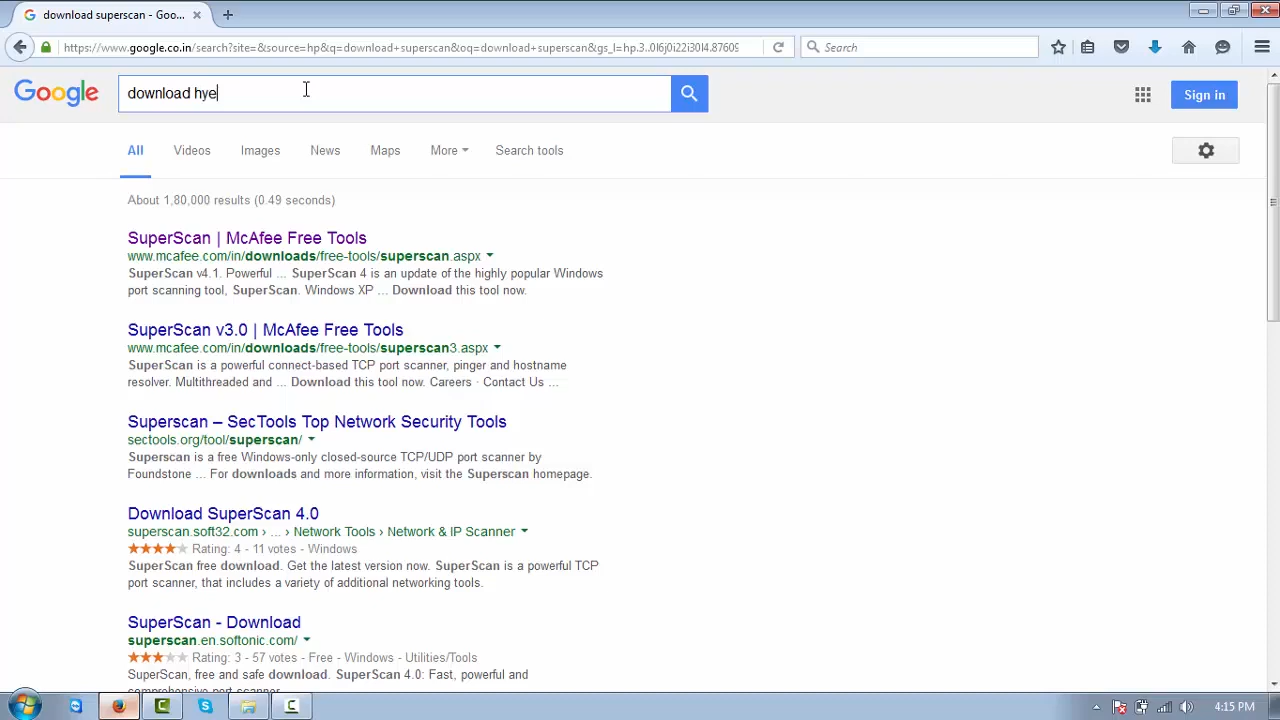 download superscan - Goo...
https://www.google.co.in/search?site=&source=hp&q=download+superscan&oq=download+superscan&gs_l=hp.3..0l6j0i22i30l4.87609
Search
Google
download hye
Sign in
All Videos Images News Maps More Search tools
About 1,80,000 results (0.49 seconds)
SuperScan | McAfee Free Tools
www.mcafee.com/in/downloads/free-tools/superscan.aspx
SuperScan v4.1. Powerful ... SuperScan 4 is an update of the highly popular Windows
port scanning tool, SuperScan. Windows XP ... Download this tool now.
SuperScan v3.0 | McAfee Free Tools
www.mcafee.com/in/downloads/free-tools/superscan3.aspx
SuperScan is a powerful connect-based TCP port scanner, pinger and hostname
resolver. Multithreaded and ... Download this tool now. Careers · Contact Us ...
Superscan – SecTools Top Network Security Tools
sectools.org/tool/superscan/
Superscan is a free Windows-only closed-source TCP/UDP port scanner by
Foundstone ... For downloads and more information, visit the Superscan homepage.
Download SuperScan 4.0
superscan.soft32.com › ... › Network Tools › Network & IP Scanner
Rating: 4 - 11 votes - Windows
SuperScan free download. Get the latest version now. SuperScan is a powerful TCP
port scanner, that includes a variety of additional networking tools.
SuperScan - Download
superscan.en.softonic.com/
Rating: 3 - 57 votes - Free - Windows - Utilities/Tools
SuperScan, free and safe download. SuperScan 4.0: Fast, powerful and
comprehensive port scanner
4:15 PM